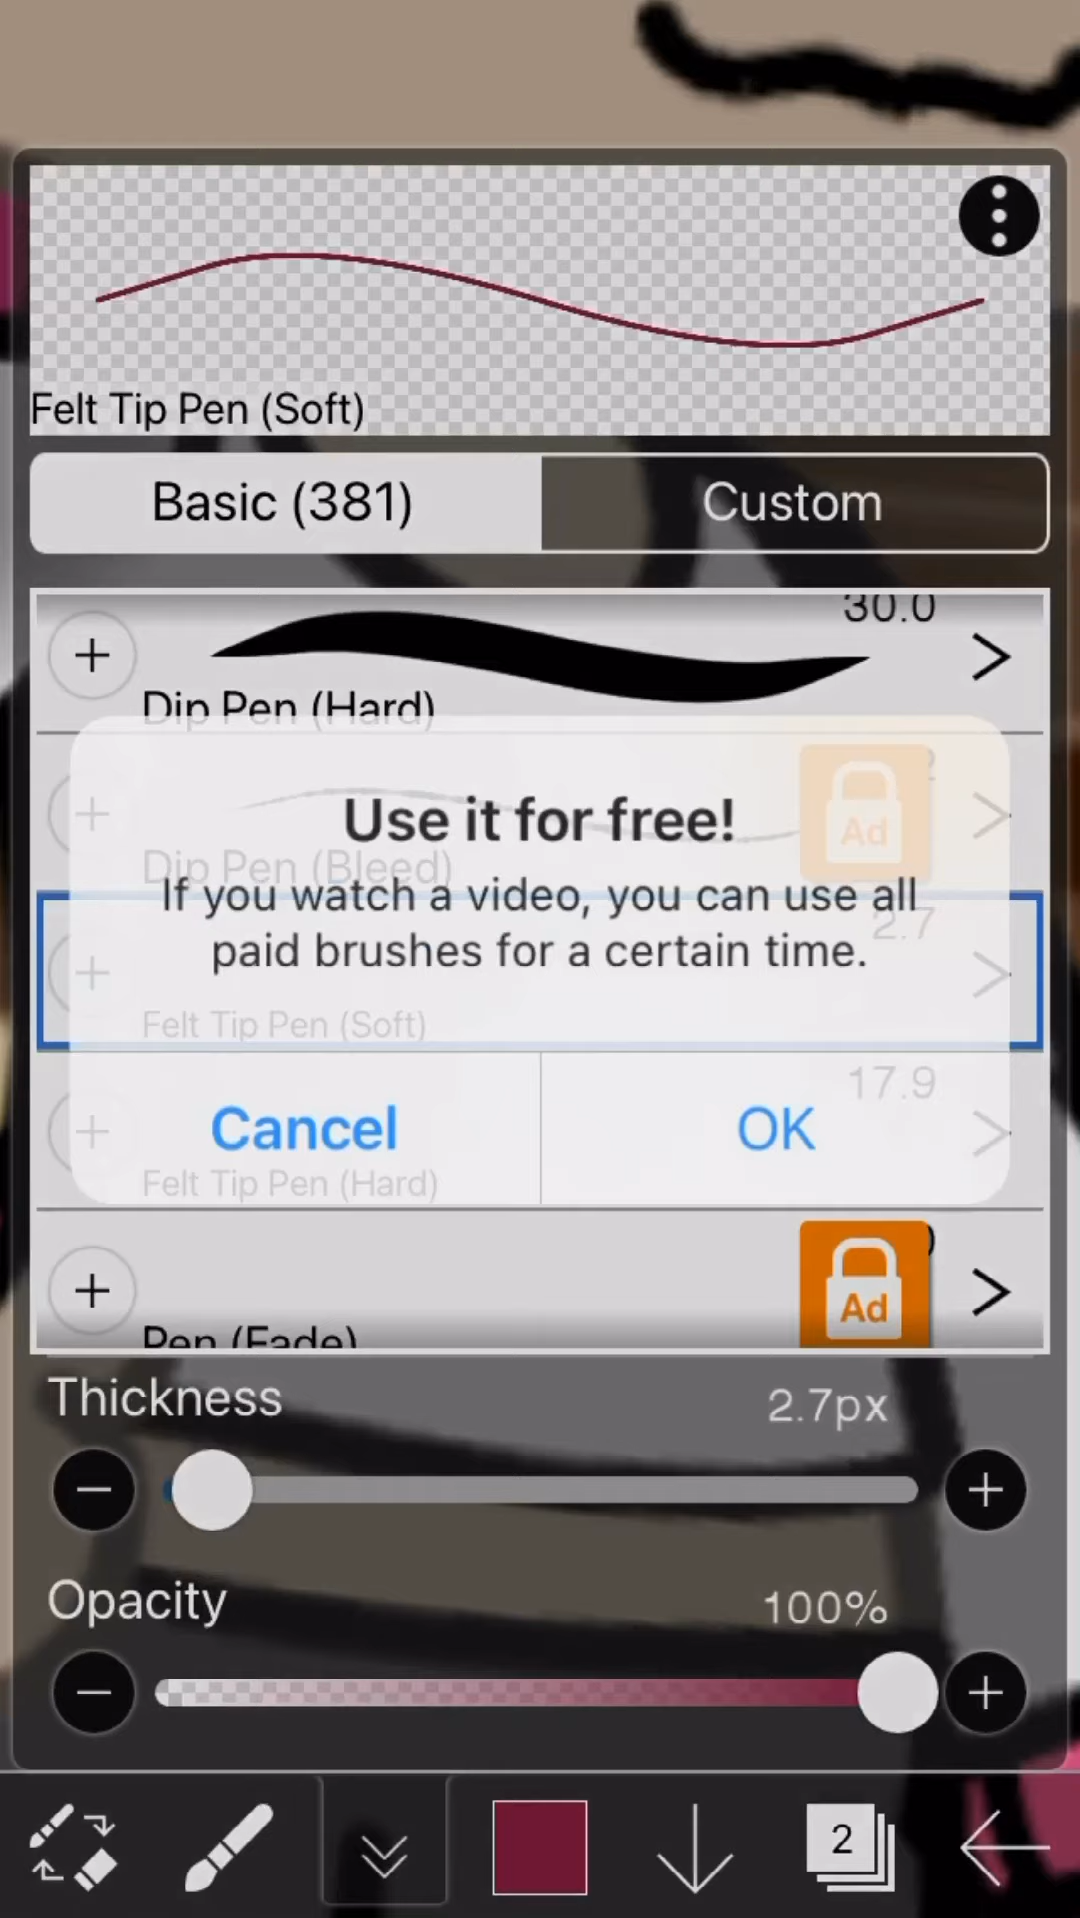 Felt Tip Pen (Soft)
Basic (381)
Custom
30.0
Dip Pen (Hard)
Ad
Dip Pen (Bleed)
Use it for free!
If you watch a video, you can use all
paid brushes for a certain time.
2.7
Felt Tip Pen (Soft)
17.9
Cancel
OK
Felt Tip Pen (Hard)
Ad
Pen (Fade)
Thickness
2.7px
Opacity
100%
2